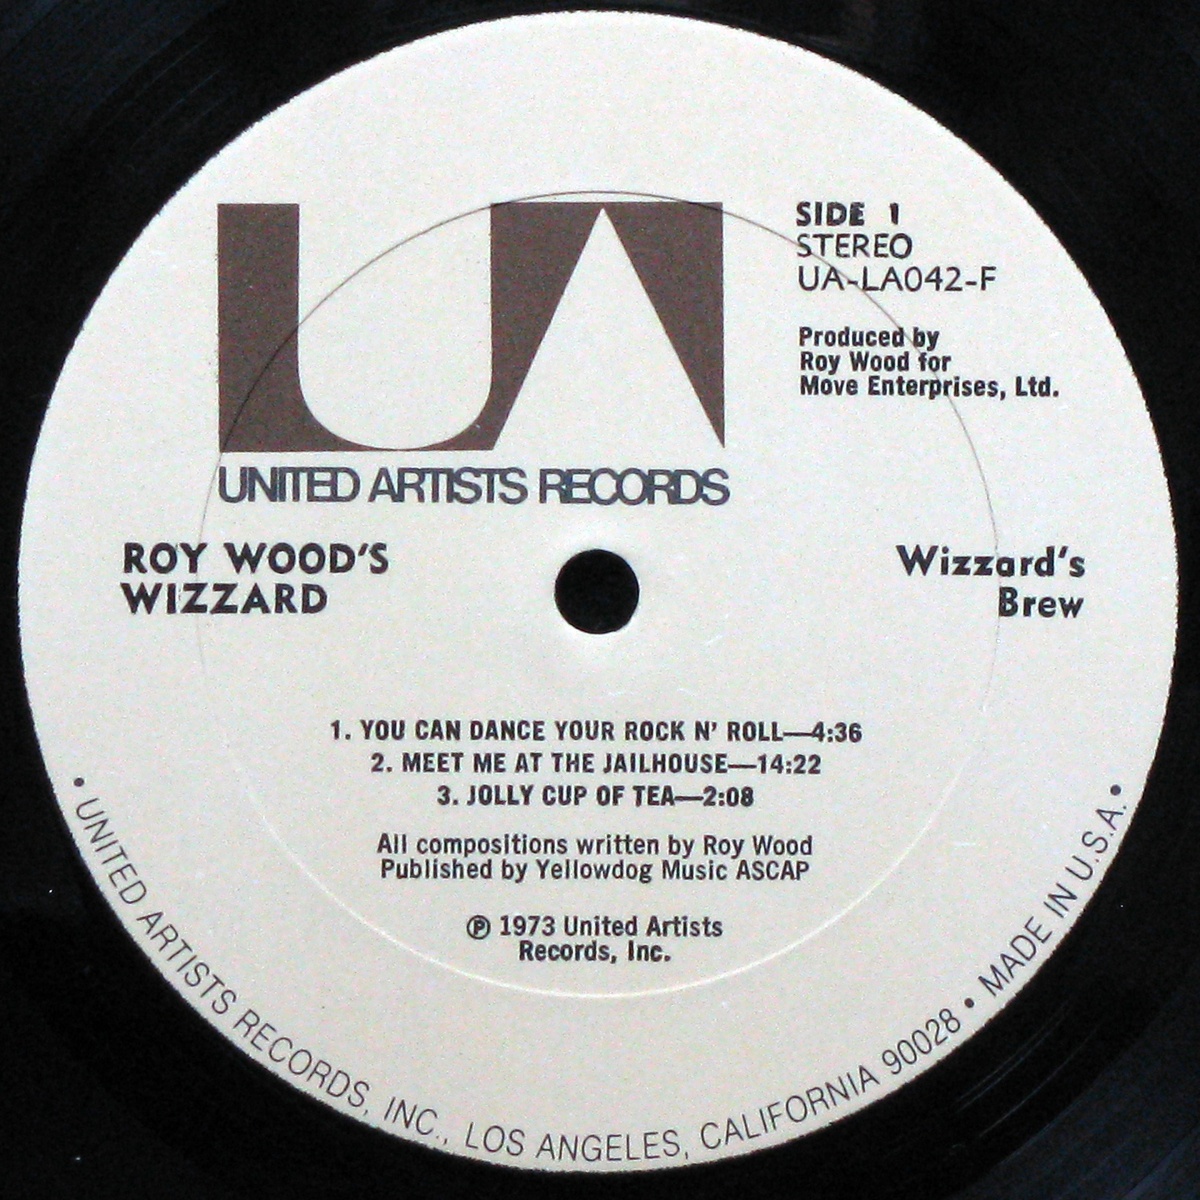 UA
UNITED ARTISTS RECORDS
SIDE 1
STEREO
UA-LA042-F
Produced by
Roy Wood for
Move Enterprises, Ltd.
ROY WOOD'S
WIZZARD
Wizzard's
Brew
1. YOU CAN DANCE YOUR ROCK N' ROLL—4:36
2. MEET ME AT THE JAILHOUSE—14:22
3. JOLLY CUP OF TEA—2:08
All compositions written by Roy Wood
Published by Yellowdog Music ASCAP
℗ 1973 United Artists
Records, Inc.
• UNITED ARTISTS RECORDS, INC., LOS ANGELES, CALIFORNIA 90028 • MADE IN U.S.A. •